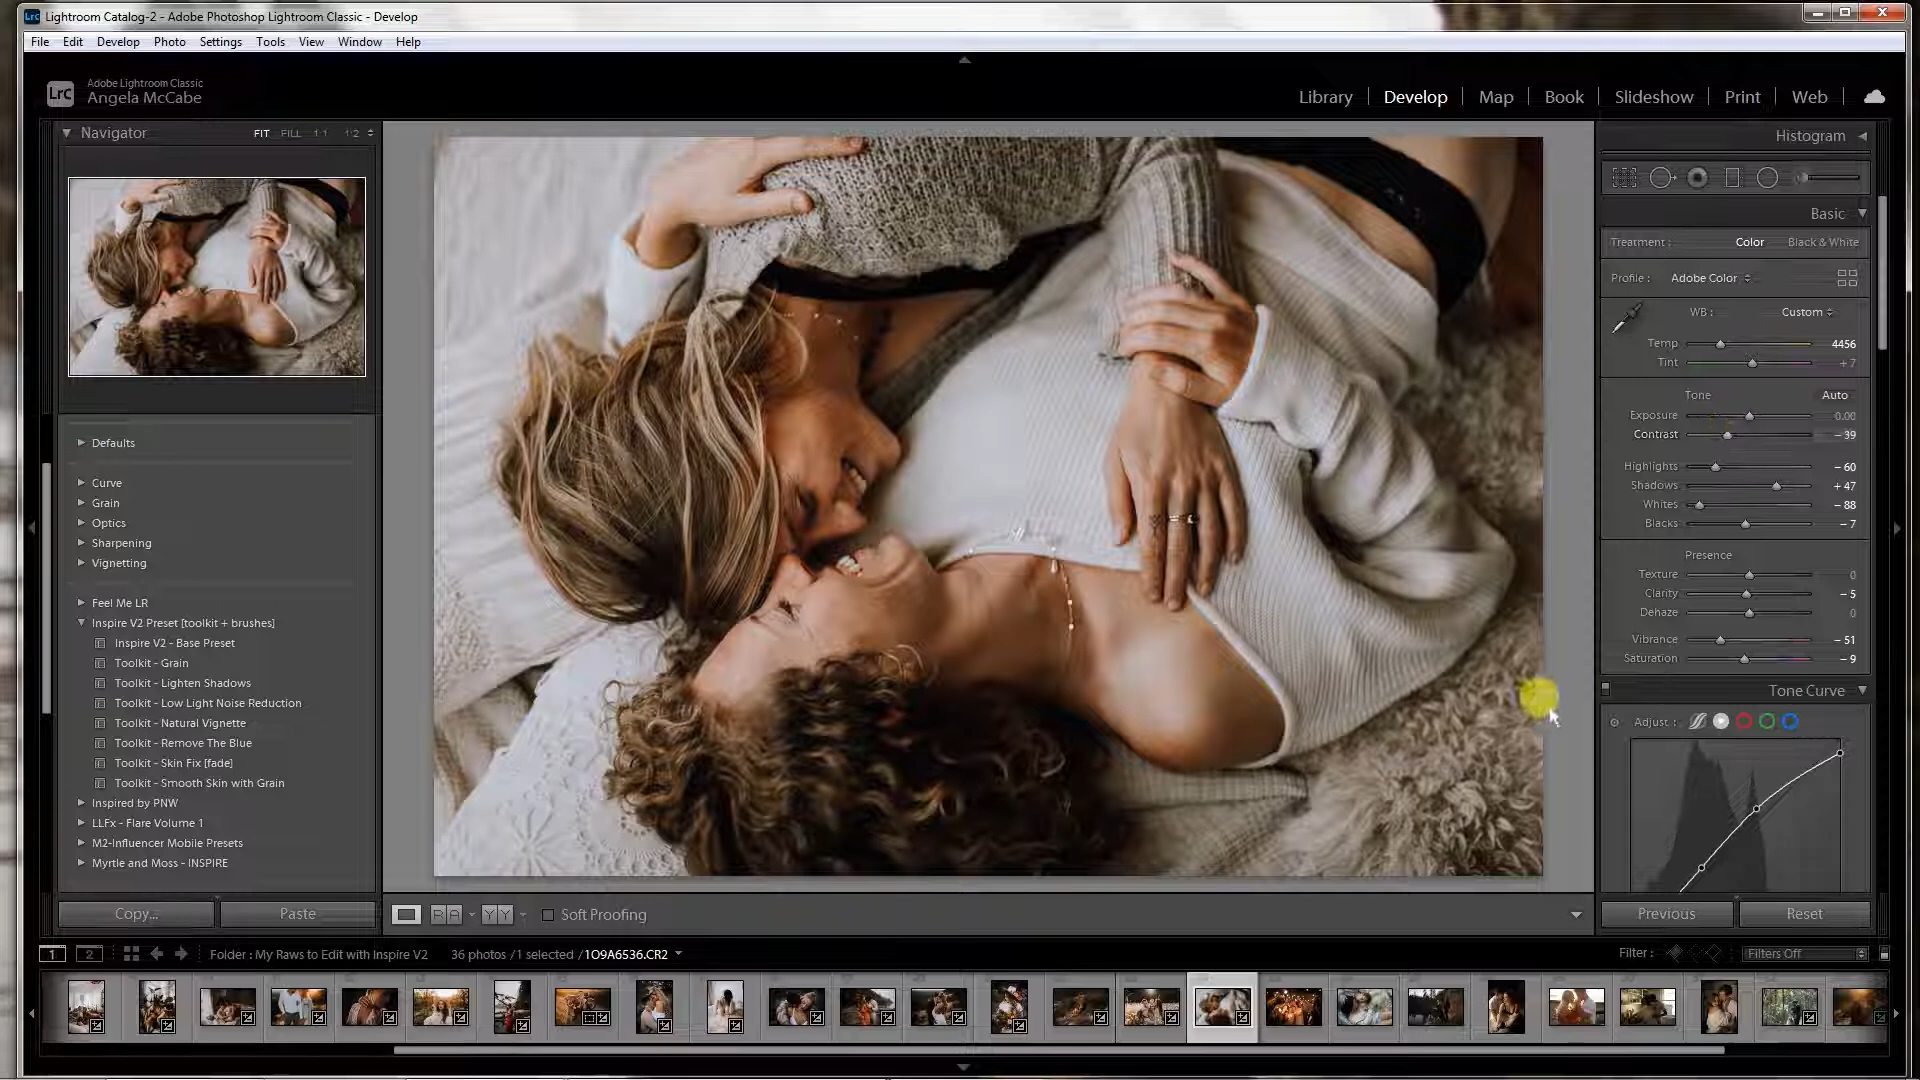 Lightroom Catalog-2 - Adobe Photoshop Lightroom Classic - Develop
File Edit Develop Photo Settings Tools View Window Help
Lrc
Adobe Lightroom Classic
Angela McCabe
Library Develop Map Book Slideshow Print Web
Navigator FIT FILL 1:1 1:2
Defaults
Curve
Grain
Optics
Sharpening
Vignetting
Feel Me LR
Inspire V2 Preset [toolkit + brushes]
Inspire V2 - Base Preset
Toolkit - Grain
Toolkit - Lighten Shadows
Toolkit - Low Light Noise Reduction
Toolkit - Natural Vignette
Toolkit - Remove The Blue
Toolkit - Skin Fix [fade]
Toolkit - Smooth Skin with Grain
Inspired by PNW
LLFx - Flare Volume 1
M2-Influencer Mobile Presets
Myrtle and Moss - INSPIRE
Copy... Paste
R A Y Y Soft Proofing
Histogram
Basic
Treatment : Color Black & White
Profile : Adobe Color
WB : Custom
Temp 4456
Tint + 7
Tone Auto
Exposure 0.00
Contrast - 39
Highlights - 60
Shadows + 47
Whites - 88
Blacks - 7
Presence
Texture 0
Clarity - 5
Dehaze 0
Vibrance - 51
Saturation - 9
Tone Curve
Adjust :
Previous Reset
1 2 Folder : My Raws to Edit with Inspire V2 36 photos / 1 selected / 1O9A6536.CR2 Filter : Filters Off